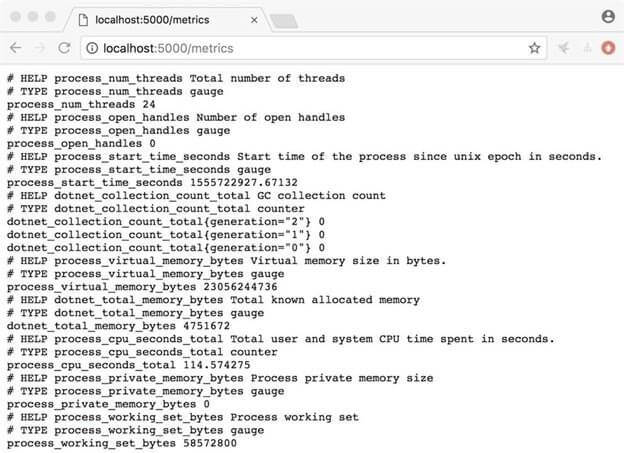 localhost:5000/metrics
localhost:5000/metrics
# HELP process_num_threads Total number of threads
# TYPE process_num_threads gauge
process_num_threads 24
# HELP process_open_handles Number of open handles
# TYPE process_open_handles gauge
process_open_handles 0
# HELP process_start_time_seconds Start time of the process since unix epoch in seconds.
# TYPE process_start_time_seconds gauge
process_start_time_seconds 1555722927.67132
# HELP dotnet_collection_count_total GC collection count
# TYPE dotnet_collection_count_total counter
dotnet_collection_count_total{generation="2"} 0
dotnet_collection_count_total{generation="1"} 0
dotnet_collection_count_total{generation="0"} 0
# HELP process_virtual_memory_bytes Virtual memory size in bytes.
# TYPE process_virtual_memory_bytes gauge
process_virtual_memory_bytes 23056244736
# HELP dotnet_total_memory_bytes Total known allocated memory
# TYPE dotnet_total_memory_bytes gauge
dotnet_total_memory_bytes 4751672
# HELP process_cpu_seconds_total Total user and system CPU time spent in seconds.
# TYPE process_cpu_seconds_total counter
process_cpu_seconds_total 114.574275
# HELP process_private_memory_bytes Process private memory size
# TYPE process_private_memory_bytes gauge
process_private_memory_bytes 0
# HELP process_working_set_bytes Process working set
# TYPE process_working_set_bytes gauge
process_working_set_bytes 58572800